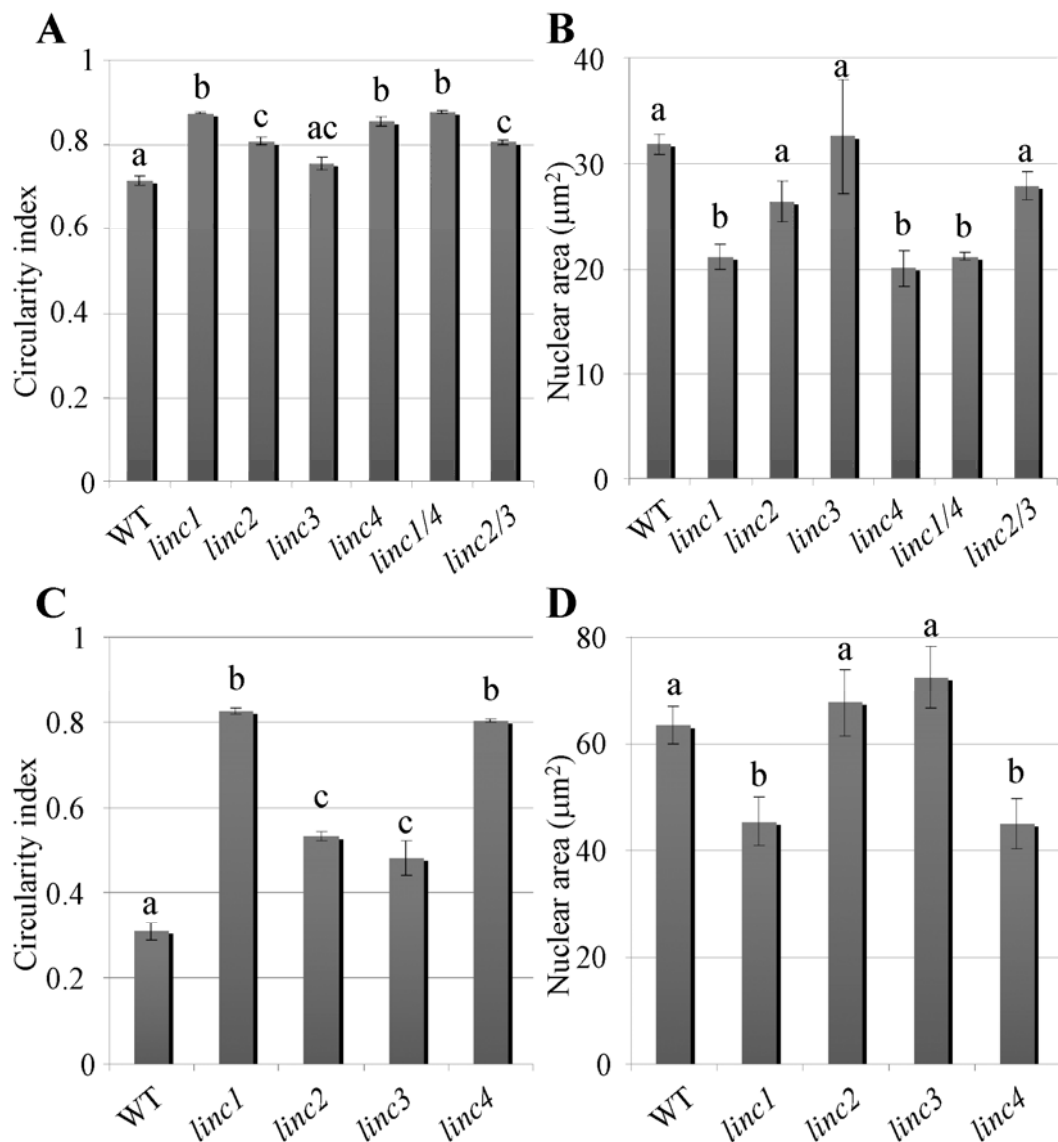 A
Circularity index
1
0.8
0.6
0.4
0.2
0
a
b
c
ac
b
b
c
WT
linc1
linc2
linc3
linc4
linc1/4
linc2/3
B
Nuclear area (μm²)
40
30
20
10
0
a
b
a
a
b
b
a
WT
linc1
linc2
linc3
linc4
linc1/4
linc2/3
C
Circularity index
1
0.8
0.6
0.4
0.2
0
a
b
c
c
b
WT
linc1
linc2
linc3
linc4
D
Nuclear area (μm²)
80
60
40
20
0
a
b
a
a
b
WT
linc1
linc2
linc3
linc4